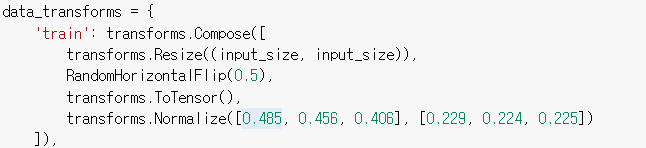 data_transforms = {
'train': transforms.Compose([
transforms.Resize((input_size, input_size)),
RandomHorizontalFlip(0.5),
transforms.ToTensor(),
transforms.Normalize([0.485, 0.456, 0.406], [0.229, 0.224, 0.225])
]),